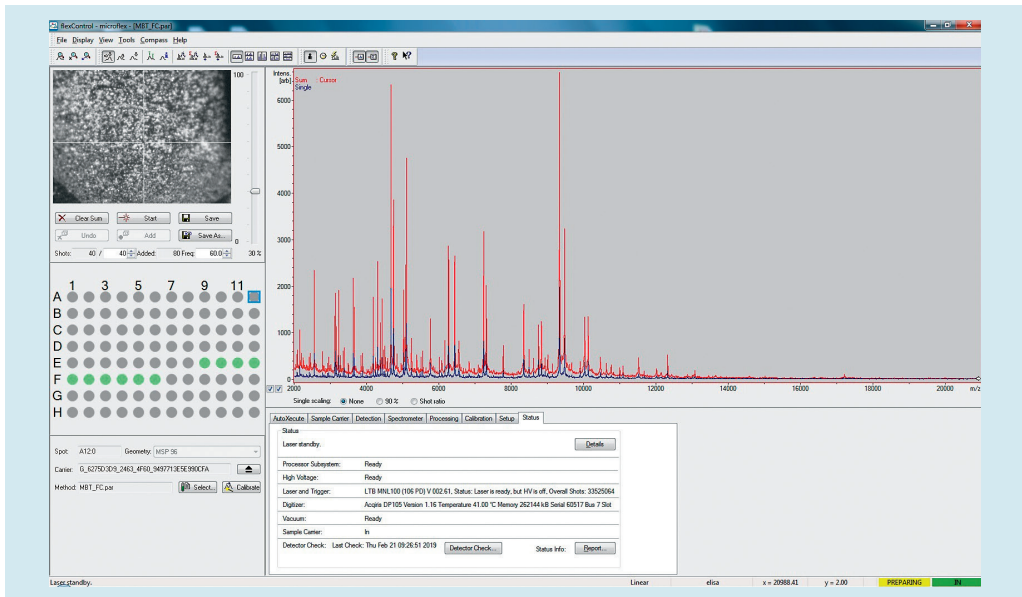 flexControl - microflex - [MBT_FC.par]
File Display View Tools Compass Help
100
0
Clear Sum Start Save
Undo Add Save As...
Shots: 40 / 40 Added: 80 Freq: 60.0 30 %
1 3 5 7 9 11
A
B
C
D
E
F
G
H
Spot: A12:0 Geometry: MSP 96
Carrier: G_6275D3D9_2463_4F60_9497713E5E990CFA
Method: MBT_FC.par Select... Calibrate
Intens.
[arb]
Sum : Cursor
Single
6000
5000
4000
3000
2000
1000
0
2000 4000 6000 8000 10000 12000 14000 16000 18000 20000 m/z
Single scaling: None 90 % Shot ratio
AutoXecute Sample Carrier Detection Spectrometer Processing Calibration Setup Status
Status
Laser standby. Details
Processor Subsystem: Ready
High Voltage: Ready
Laser and Trigger: LTB MNL100 (106 PD) V 002.61, Status: Laser is ready, but HV is off, Overall Shots: 33525064
Digitizer: Acqiris DP105 Version 1.16 Temperature 41.00 °C Memory 262144 kB Serial 60517 Bus 7 Slot
Vacuum: Ready
Sample Carrier: In
Detector Check: Last Check: Thu Feb 21 09:26:51 2019 Detector Check... Status Info: Report...
Laser standby. Linear elisa x = 20988.41 y = 2.00 PREPARING IN